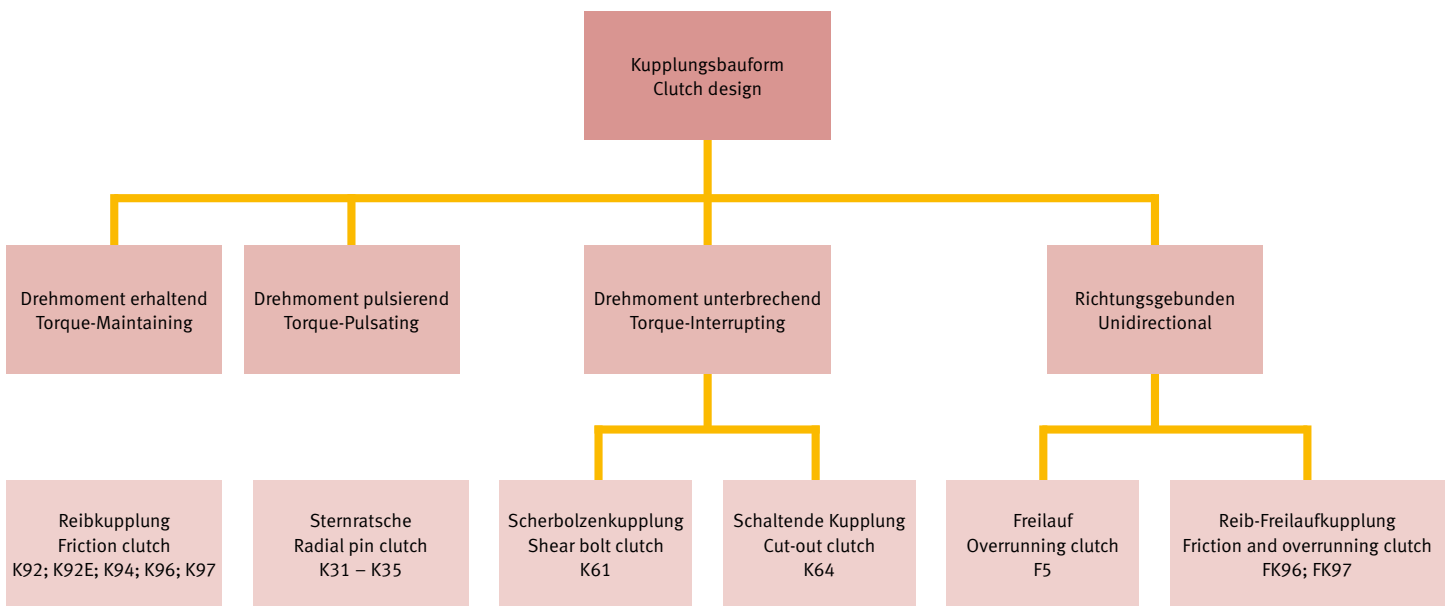 Kupplungsbauform
Clutch design
Drehmoment erhaltend
Torque-Maintaining
Drehmoment pulsierend
Torque-Pulsating
Drehmoment unterbrechend
Torque-Interrupting
Richtungsgebunden
Unidirectional
Reibkupplung
Friction clutch
K92; K92E; K94; K96; K97
Sternratsche
Radial pin clutch
K31 – K35
Scherbolzenkupplung
Shear bolt clutch
K61
Schaltende Kupplung
Cut-out clutch
K64
Freilauf
Overrunning clutch
F5
Reib-Freilaufkupplung
Friction and overrunning clutch
FK96; FK97